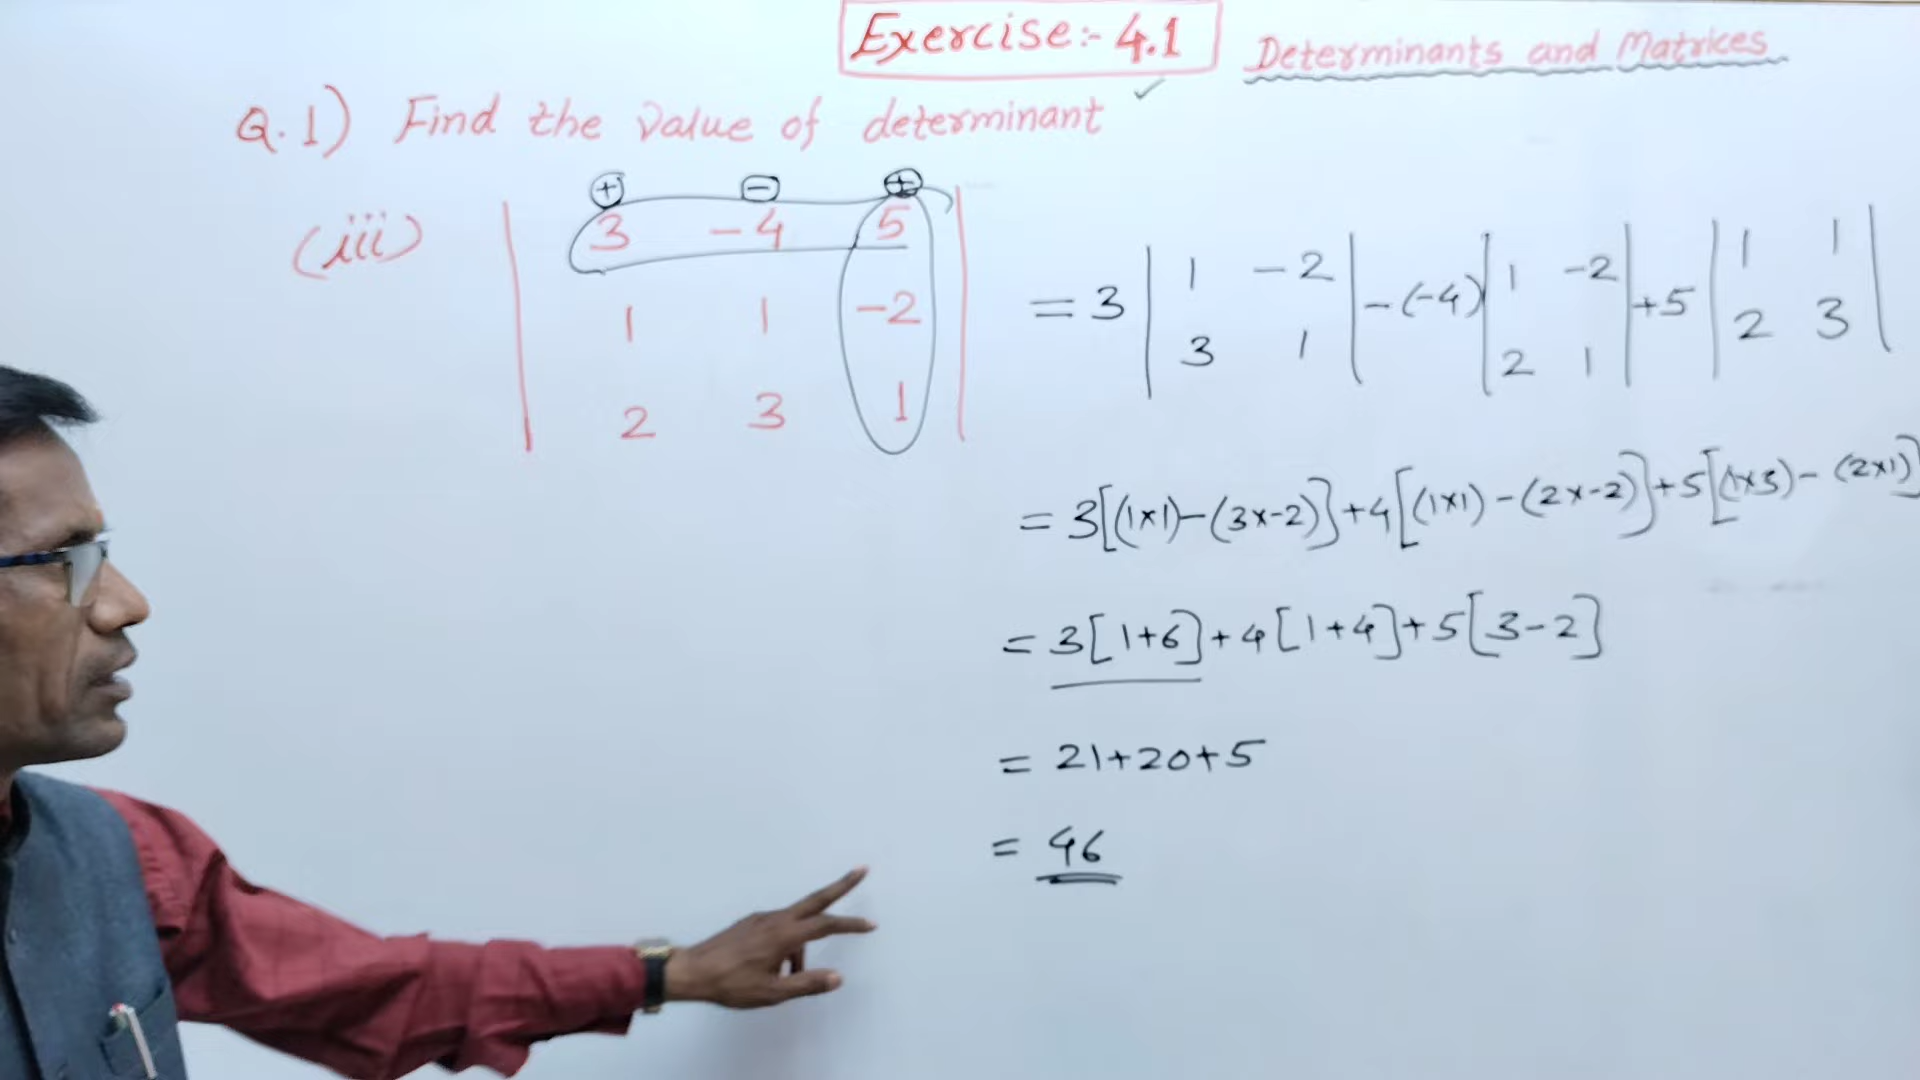 Exercise:- 4.1
Determinants and Matrices
Q.1) Find the value of determinant
+ - +
(iii) | 3 -4 5 |
| 1 1 -2 |
| 2 3 1 |
= 3 | 1 -2 | -(-4) | 1 -2 | +5 | 1 1 |
| 3 1 | | 2 1 | | 2 3 |
= 3[(1×1)-(3×-2)]+4[(1×1)-(2×-2)]+5[(1×3)-(2×1)]
= 3[1+6]+4[1+4]+5[3-2]
= 21+20+5
= 46